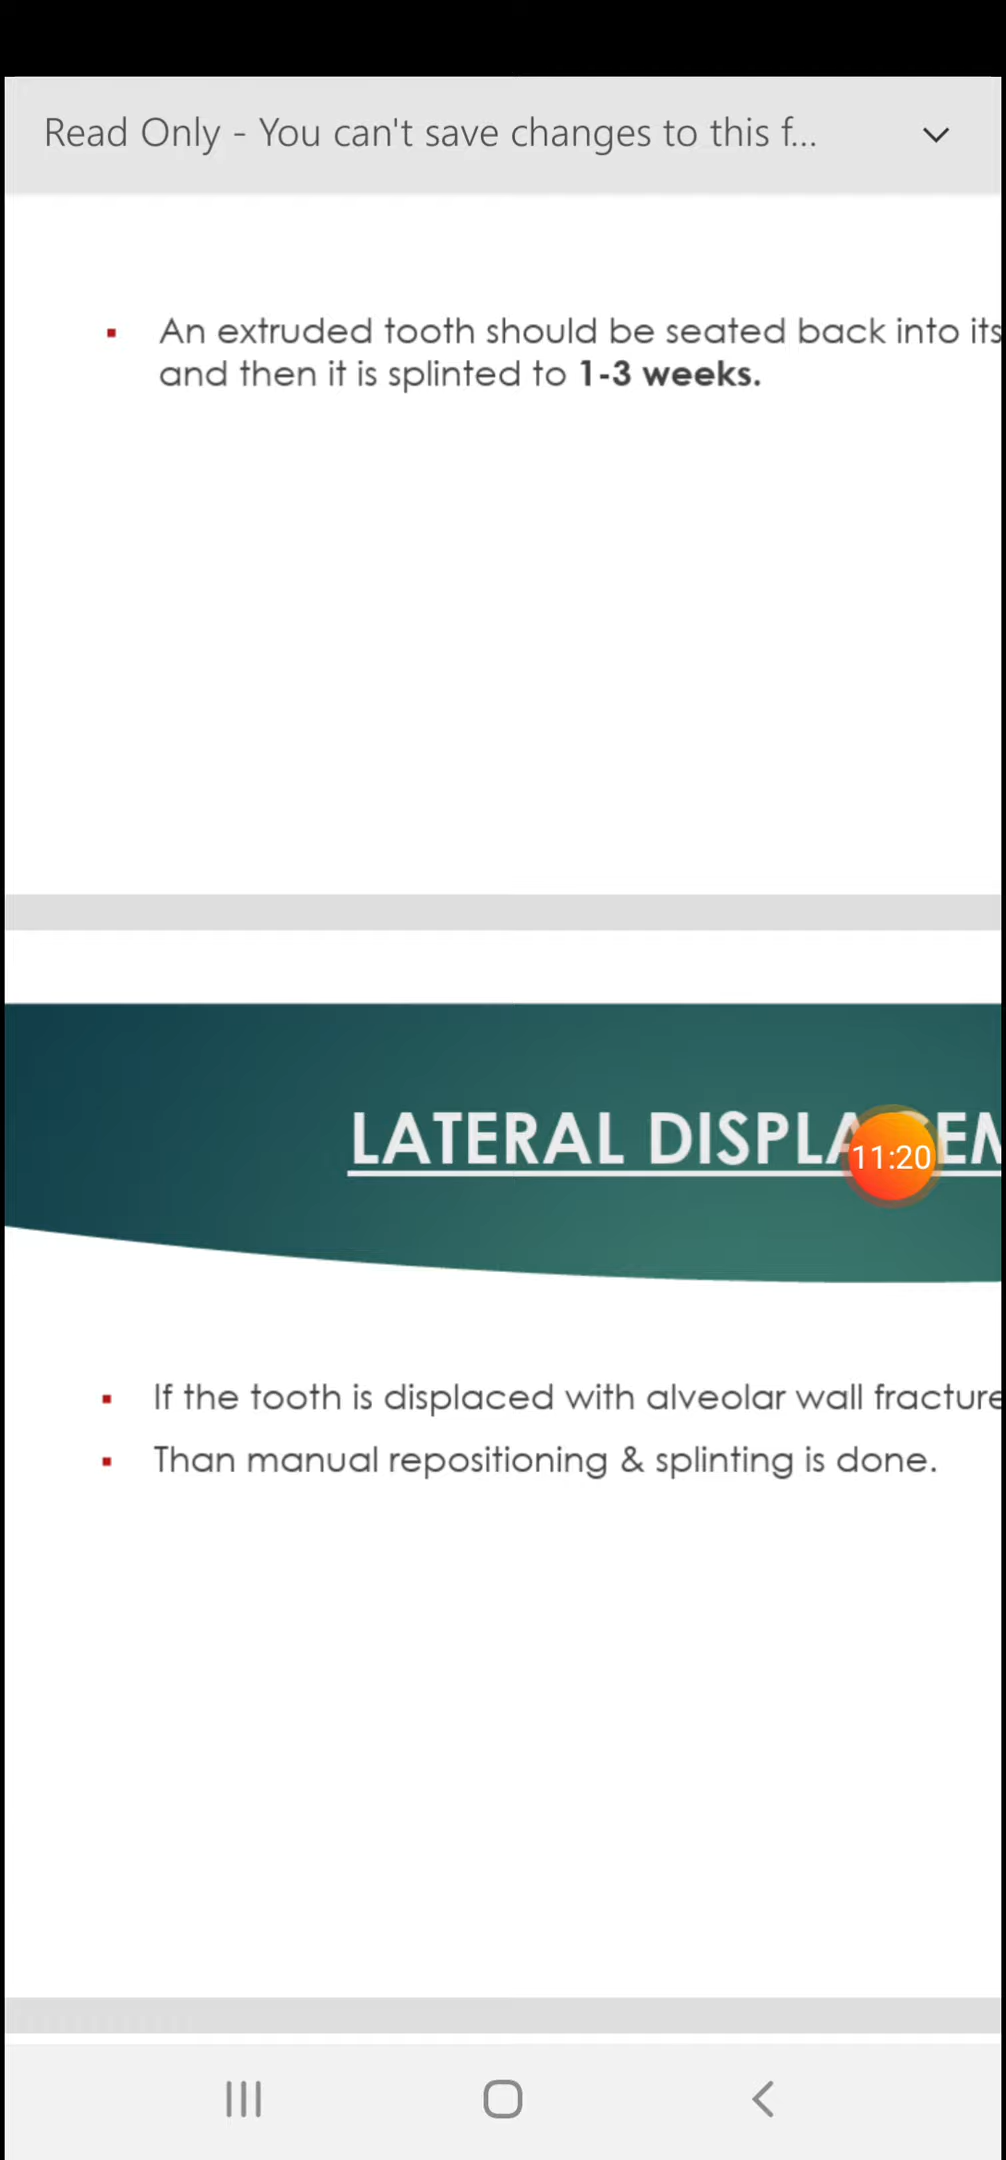 Read Only - You can't save changes to this f...
An extruded tooth should be seated back into its
and then it is splinted to 1-3 weeks.
LATERAL DISPLA EM
11:20
If the tooth is displaced with alveolar wall fracture
Than manual repositioning & splinting is done.